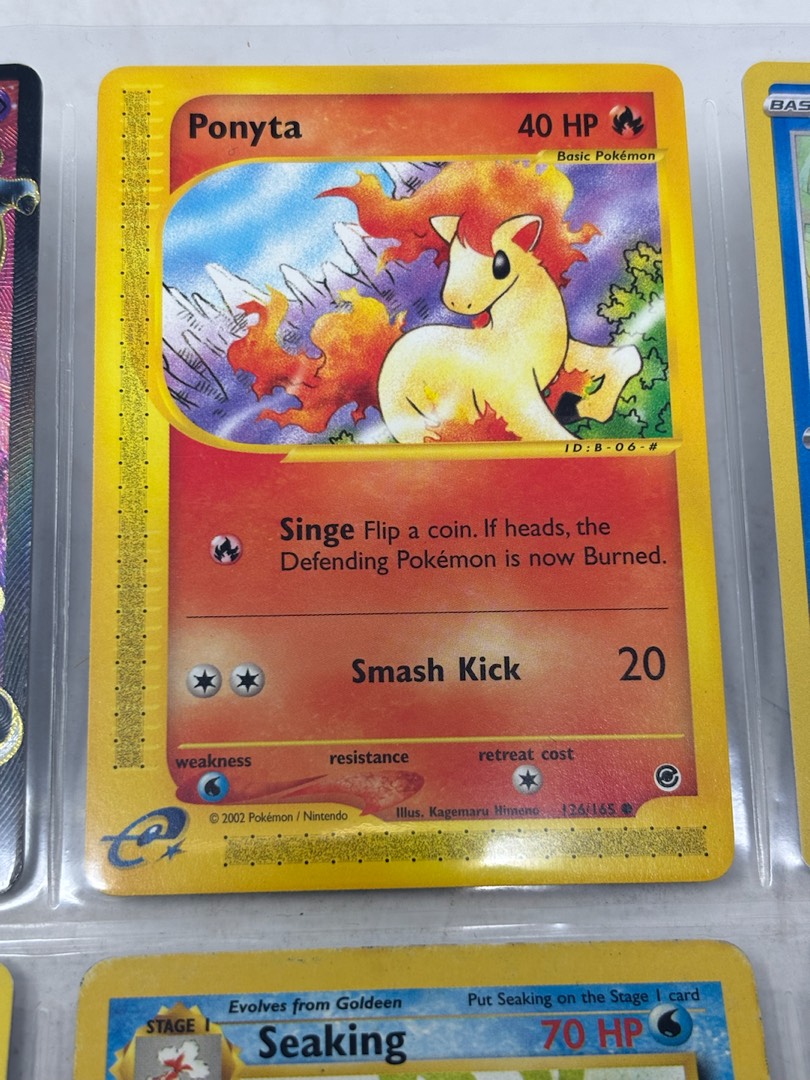 Ponyta 40 HP
BAS
Basic Pokémon
ID:B-06-#
Singe Flip a coin. If heads, the
Defending Pokémon is now Burned.
Smash Kick 20
weakness resistance retreat cost
© 2002 Pokémon / Nintendo Illus. Kagemaru Himeno 126/165
e
Evolves from Goldeen Put Seaking on the Stage 1 card
STAGE 1
Seaking 70 HP